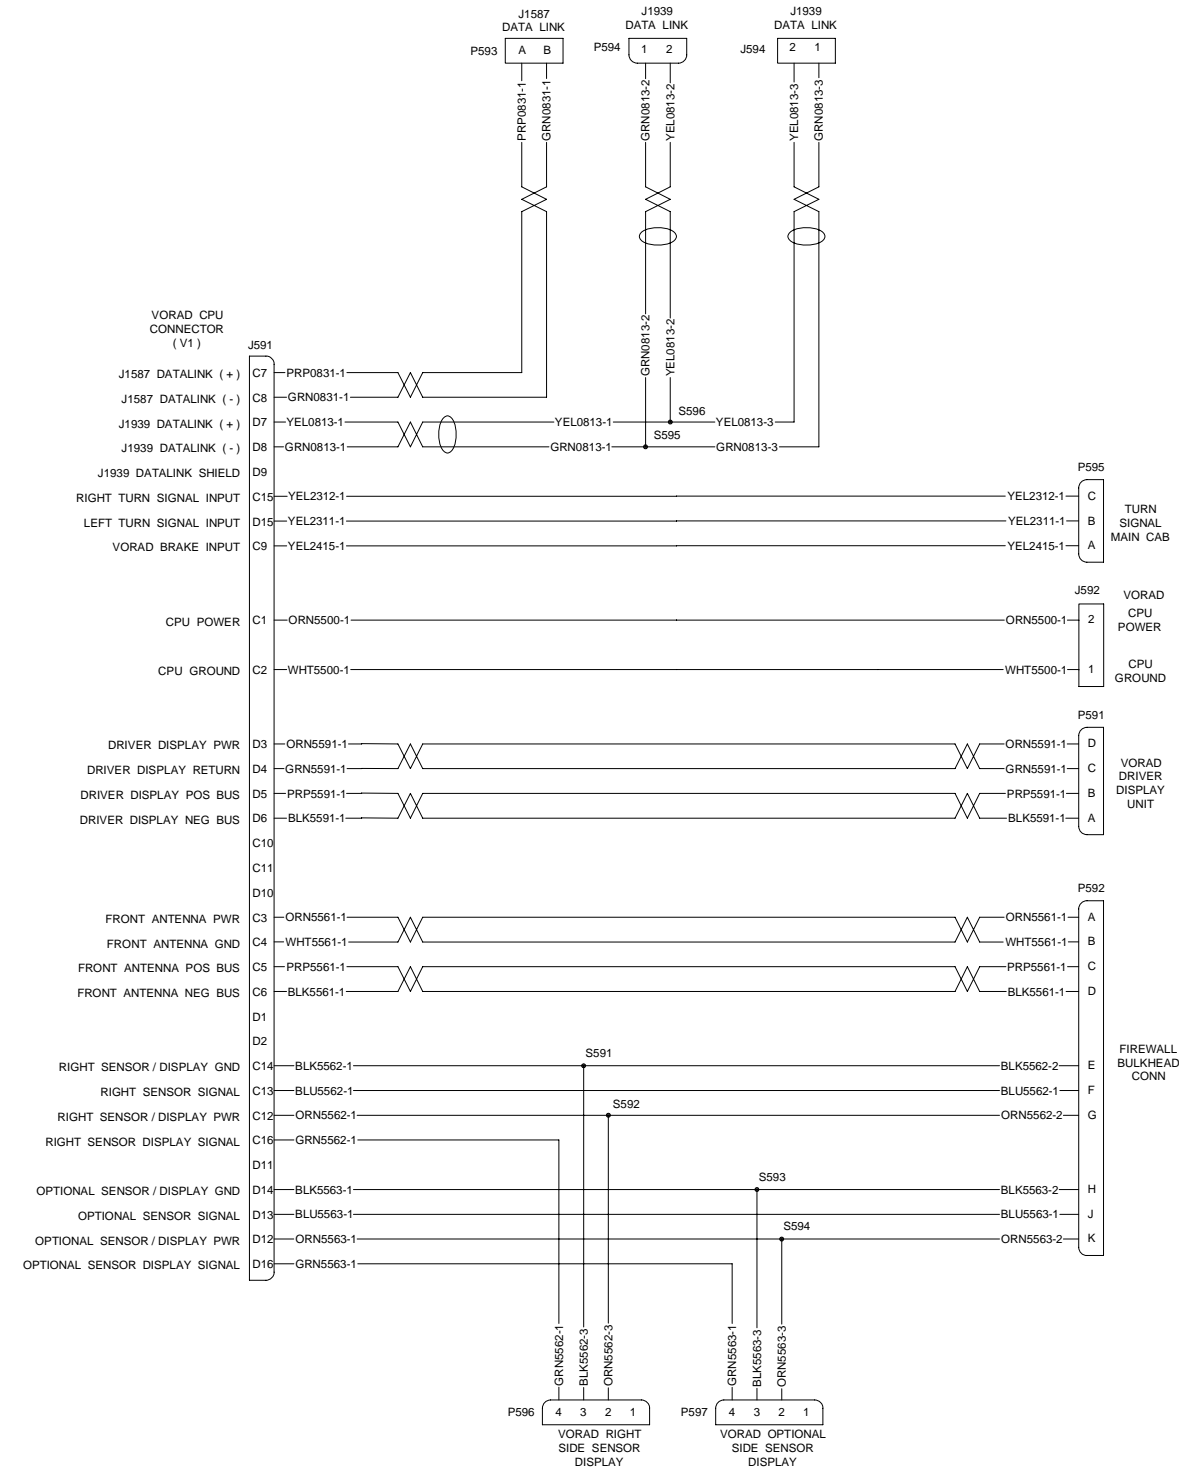 J1587
DATA LINK
P593 A B
J1939
DATA LINK
P594 1 2
J1939
DATA LINK
J594 2 1
PRP0831-1
GRN0831-1
GRN0813-2
YEL0813-2
YEL0813-3
GRN0813-3
GRN0813-2
YEL0813-2
VORAD CPU
CONNECTOR
( V1 )
J591
J1587 DATALINK ( + ) C7 PRP0831-1
J1587 DATALINK ( - ) C8 GRN0831-1
J1939 DATALINK ( + ) D7 YEL0813-1 YEL0813-1 S596 YEL0813-3
J1939 DATALINK ( - ) D8 GRN0813-1 GRN0813-1 S595 GRN0813-3
J1939 DATALINK SHIELD D9
P595
RIGHT TURN SIGNAL INPUT C15 YEL2312-1 YEL2312-1 C
LEFT TURN SIGNAL INPUT D15 YEL2311-1 YEL2311-1 B
VORAD BRAKE INPUT C9 YEL2415-1 YEL2415-1 A
TURN
SIGNAL
MAIN CAB
J592
VORAD
CPU POWER C1 ORN5500-1 ORN5500-1 2
CPU
POWER
CPU GROUND C2 WHT5500-1 WHT5500-1 1
CPU
GROUND
P591
DRIVER DISPLAY PWR D3 ORN5591-1 ORN5591-1 D
DRIVER DISPLAY RETURN D4 GRN5591-1 GRN5591-1 C
DRIVER DISPLAY POS BUS D5 PRP5591-1 PRP5591-1 B
DRIVER DISPLAY NEG BUS D6 BLK5591-1 BLK5591-1 A
VORAD
DRIVER
DISPLAY
UNIT
C10
C11
D10
P592
FRONT ANTENNA PWR C3 ORN5561-1 ORN5561-1 A
FRONT ANTENNA GND C4 WHT5561-1 WHT5561-1 B
FRONT ANTENNA POS BUS C5 PRP5561-1 PRP5561-1 C
FRONT ANTENNA NEG BUS C6 BLK5561-1 BLK5561-1 D
D1
D2
RIGHT SENSOR / DISPLAY GND C14 BLK5562-1 S591 BLK5562-2 E
RIGHT SENSOR SIGNAL C13 BLU5562-1 BLU5562-1 F
RIGHT SENSOR / DISPLAY PWR C12 ORN5562-1 S592 ORN5562-2 G
RIGHT SENSOR DISPLAY SIGNAL C16 GRN5562-1
FIREWALL
BULKHEAD
CONN
D11
OPTIONAL SENSOR / DISPLAY GND D14 BLK5563-1 S593 BLK5563-2 H
OPTIONAL SENSOR SIGNAL D13 BLU5563-1 BLU5563-1 J
OPTIONAL SENSOR / DISPLAY PWR D12 ORN5563-1 S594 ORN5563-2 K
OPTIONAL SENSOR DISPLAY SIGNAL D16 GRN5563-1
GRN5562-1
BLK5562-3
ORN5562-3
GRN5563-1
BLK5563-3
ORN5563-3
P596 4 3 2 1
VORAD RIGHT
SIDE SENSOR
DISPLAY
P597 4 3 2 1
VORAD OPTIONAL
SIDE SENSOR
DISPLAY